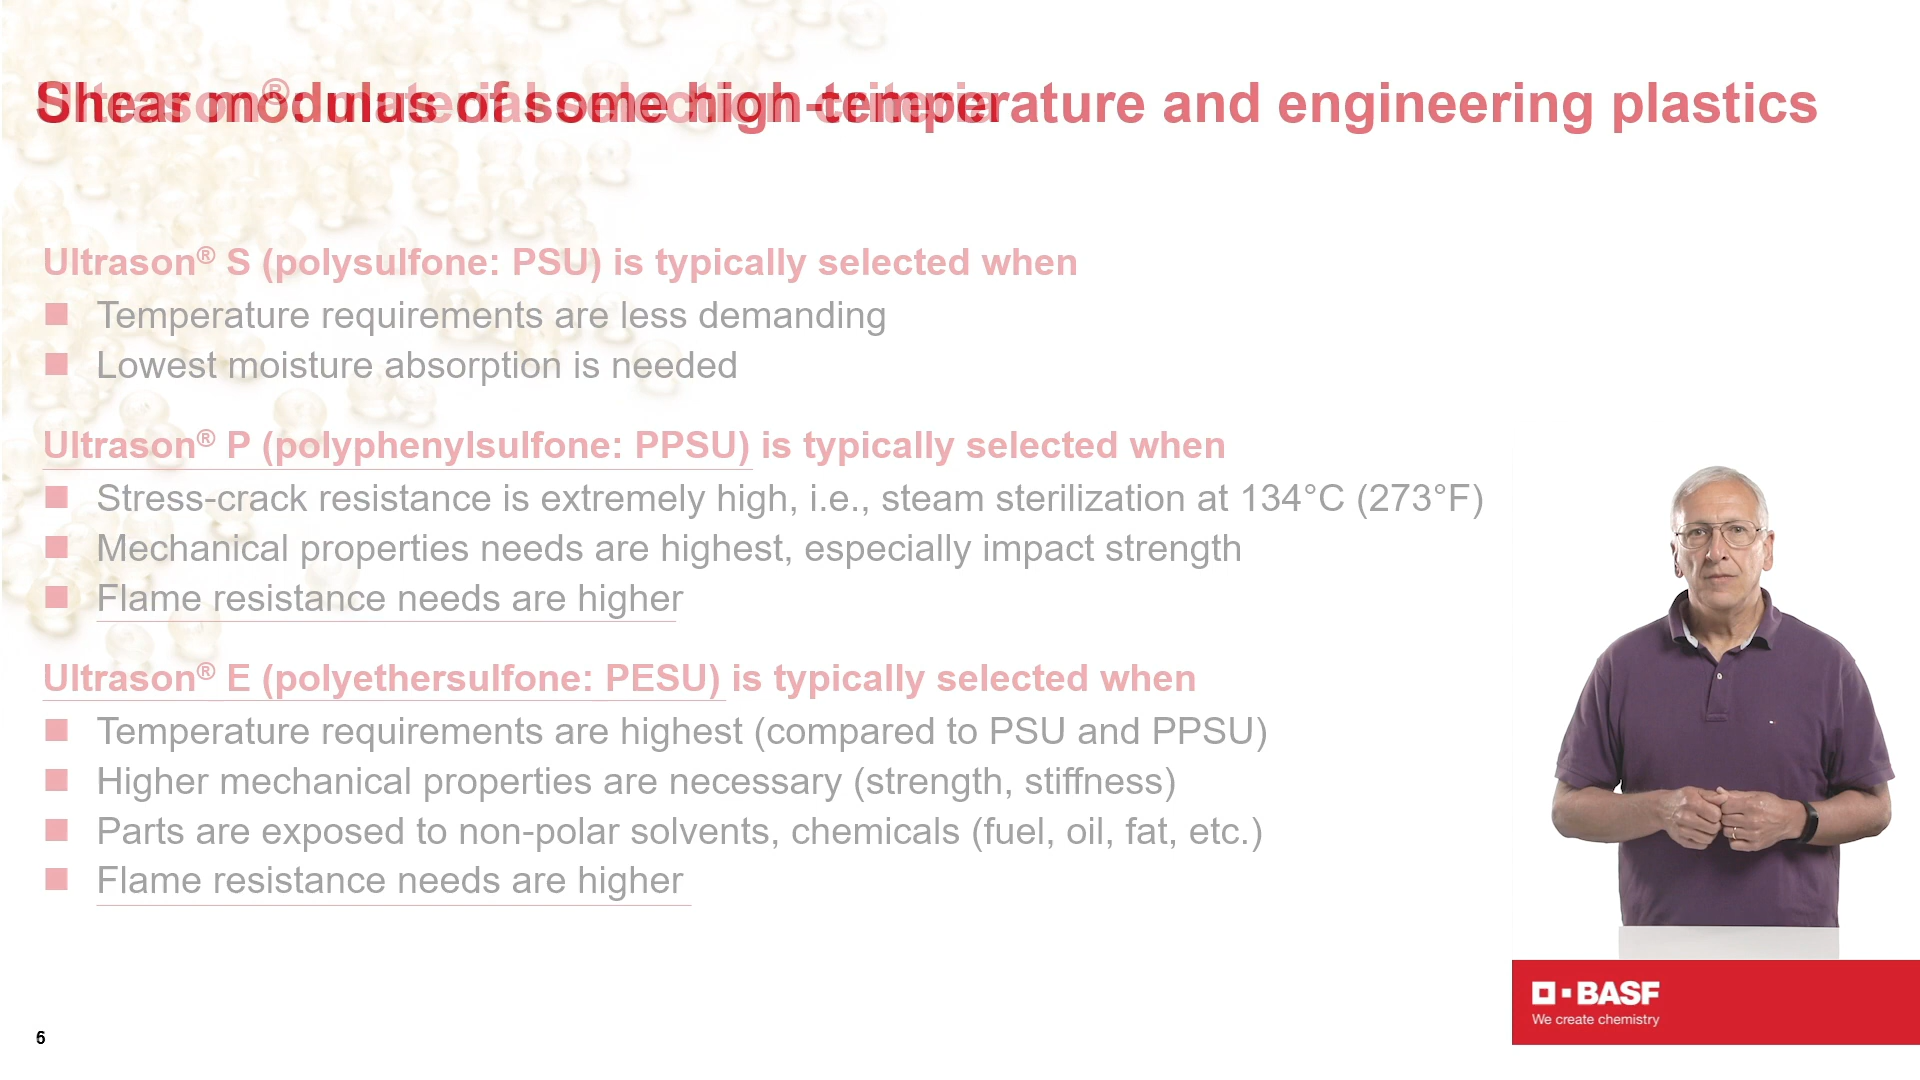 Shear modulus of some high-temperature and engineering plastics
Ultrason®: material selection criteria
Ultrason® S (polysulfone: PSU) is typically selected when
Temperature requirements are less demanding
Lowest moisture absorption is needed
Ultrason® P (polyphenylsulfone: PPSU) is typically selected when
Stress-crack resistance is extremely high, i.e., steam sterilization at 134°C (273°F)
Mechanical properties needs are highest, especially impact strength
Flame resistance needs are higher
Ultrason® E (polyethersulfone: PESU) is typically selected when
Temperature requirements are highest (compared to PSU and PPSU)
Higher mechanical properties are necessary (strength, stiffness)
Parts are exposed to non-polar solvents, chemicals (fuel, oil, fat, etc.)
Flame resistance needs are higher
BASF
We create chemistry
6